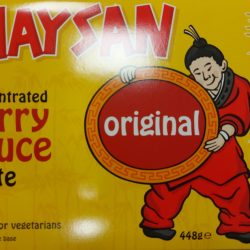 AYSAN
ntrated
rry
original
uce
te
or vegetarians
448g℮
e base